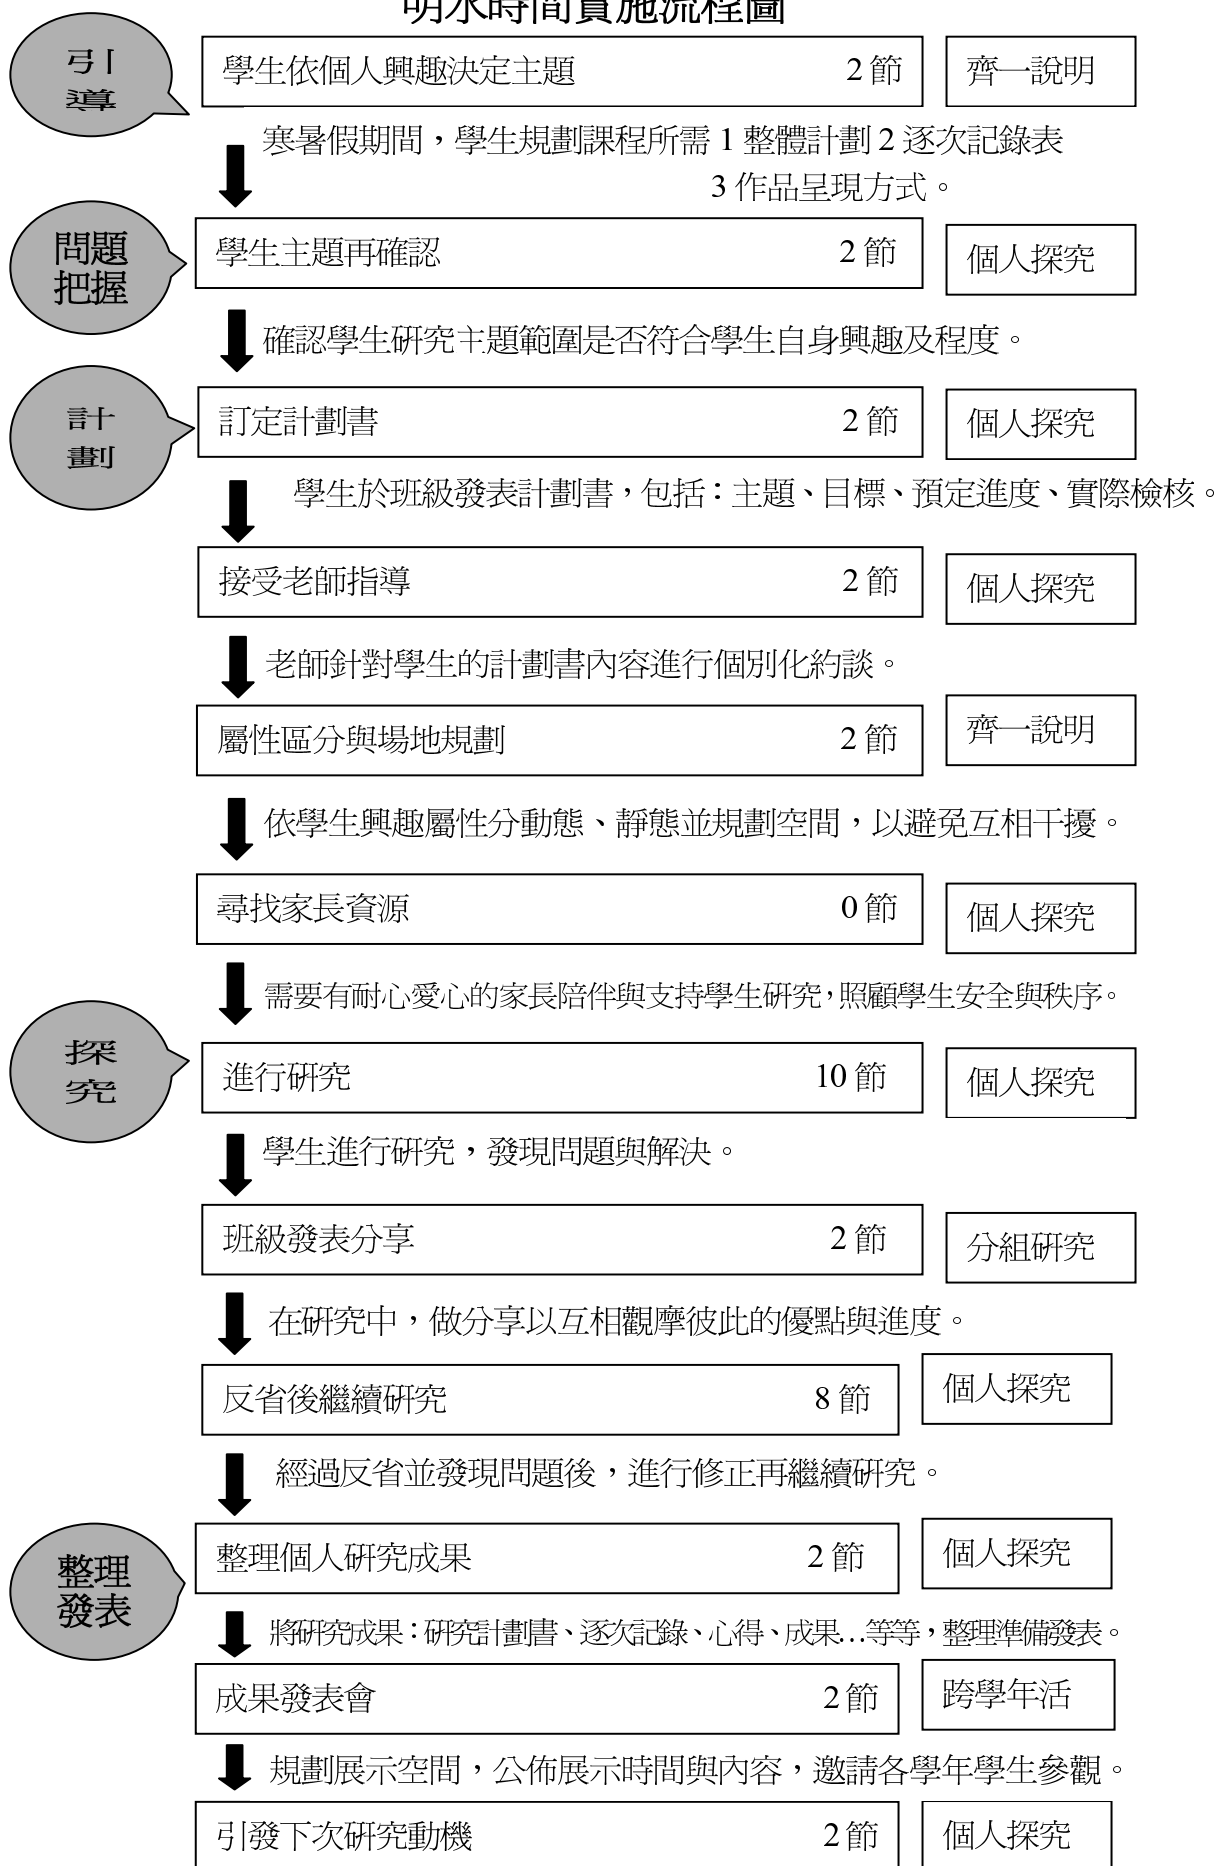 明水時間實施流程圖
引
導
學生依個人興趣決定主題 2 節
齊一說明
寒暑假期間，學生規劃課程所需 1 整體計劃 2 逐次記錄表
3 作品呈現方式。
問題
把握
學生主題再確認 2 節
個人探究
確認學生研究主題範圍是否符合學生自身興趣及程度。
計
劃
訂定計劃書 2 節
個人探究
學生於班級發表計劃書，包括：主題、目標、預定進度、實際檢核。
接受老師指導 2 節
個人探究
老師針對學生的計劃書內容進行個別化約談。
屬性區分與場地規劃 2 節
齊一說明
依學生興趣屬性分動態、靜態並規劃空間，以避免互相干擾。
尋找家長資源 0 節
個人探究
需要有耐心愛心的家長陪伴與支持學生研究，照顧學生安全與秩序。
探
究
進行研究 10 節
個人探究
學生進行研究，發現問題與解決。
班級發表分享 2 節
分組研究
在研究中，做分享以互相觀摩彼此的優點與進度。
反省後繼續研究 8 節
個人探究
經過反省並發現問題後，進行修正再繼續研究。
整理
發表
整理個人研究成果 2 節
個人探究
將研究成果：研究計劃書、逐次記錄、心得、成果…等等，整理準備發表。
成果發表會 2 節
跨學年活
規劃展示空間，公佈展示時間與內容，邀請各學年學生參觀。
引發下次研究動機 2 節
個人探究